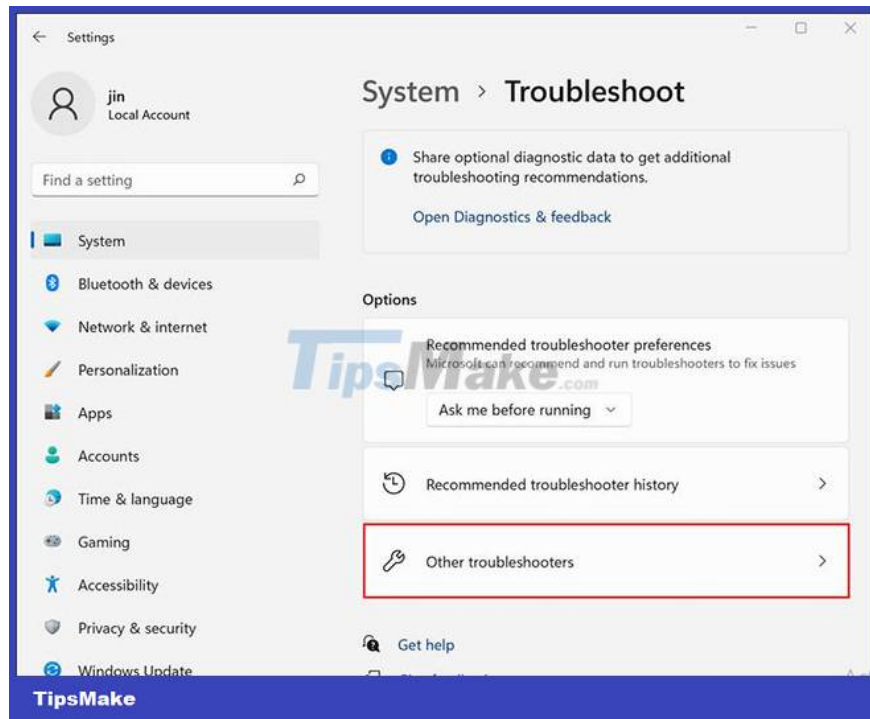 Settings
jin
Local Account
Find a setting
System
Bluetooth & devices
Network & internet
Personalization
Apps
Accounts
Time & language
Gaming
Accessibility
Privacy & security
Windows Update
System > Troubleshoot
Share optional diagnostic data to get additional
troubleshooting recommendations.
Open Diagnostics & feedback
Options
Recommended troubleshooter preferences
Microsoft can recommend and run troubleshooters to fix issues
Ask me before running
Recommended troubleshooter history
Other troubleshooters
Get help
TipsMake.com
TipsMake